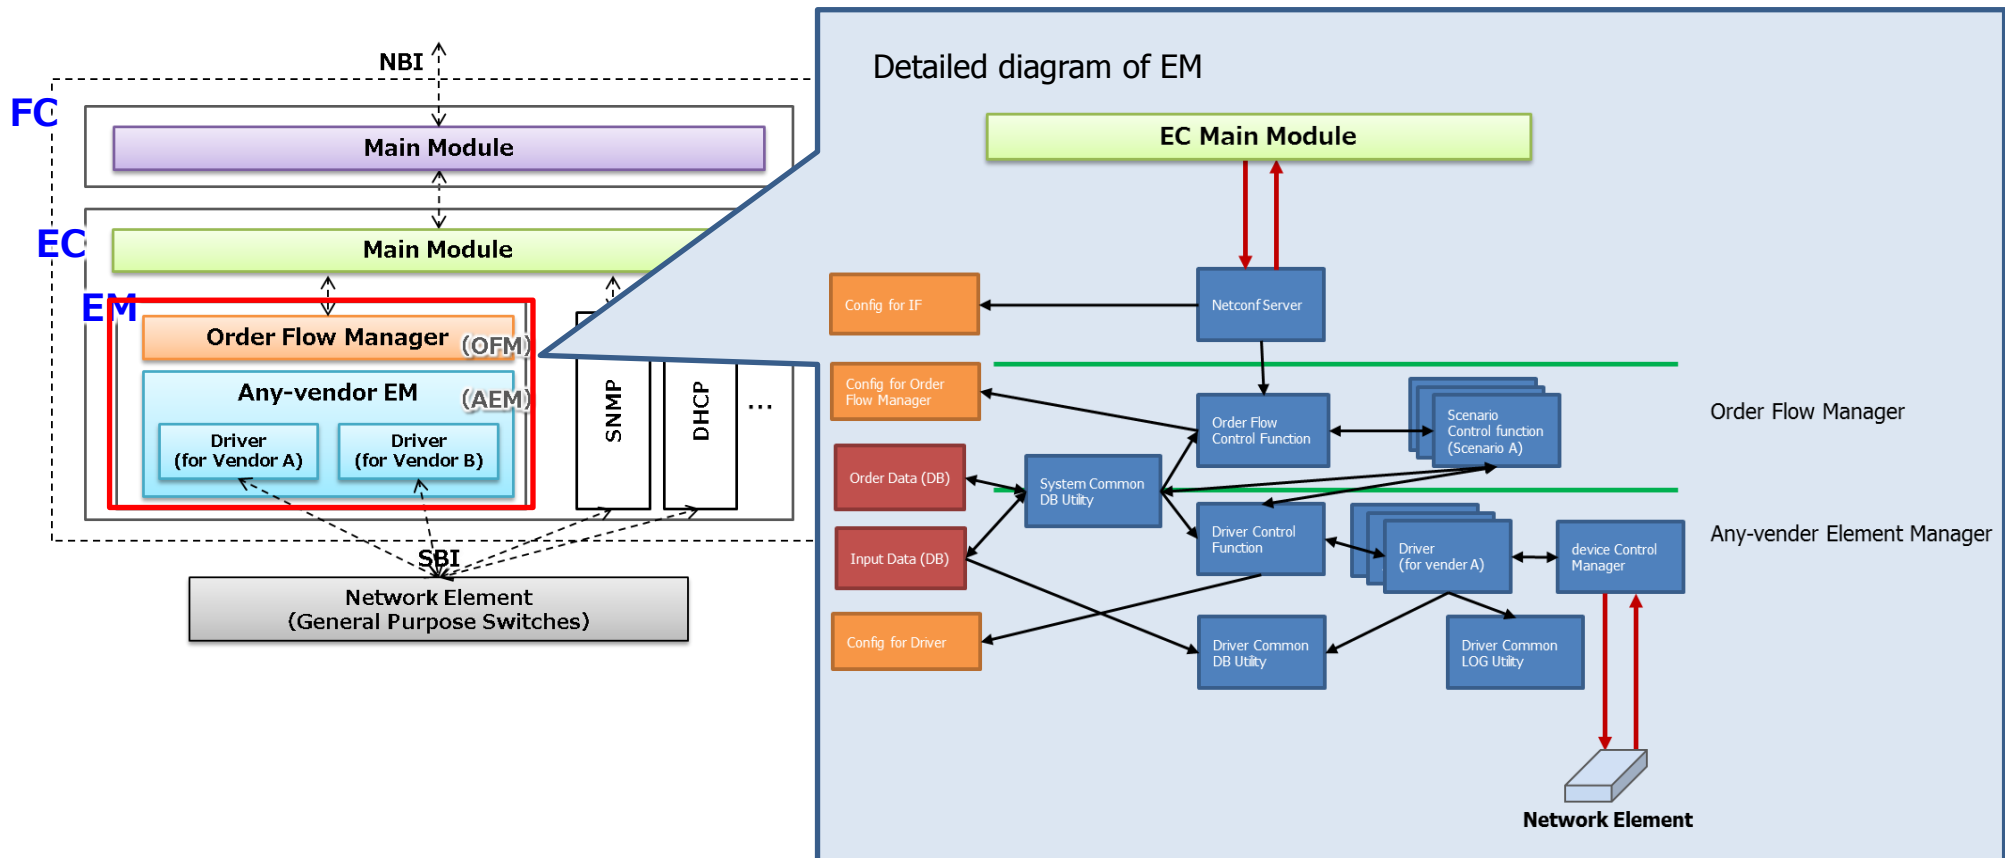 NBI
FC
Main Module
EC
Main Module
EM
Order Flow Manager
(OFM)
Any-vendor EM
(AEM)
Driver
(for Vendor A)
Driver
(for Vendor B)
SNMP
DHCP
...
SBI
Network Element
(General Purpose Switches)
Detailed diagram of EM
EC Main Module
Config for IF
Netconf Server
Config for Order
Flow Manager
Order Flow
Control Function
Scenario
Control function
(Scenario A)
Order Flow Manager
Order Data (DB)
System Common
DB Utility
Input Data (DB)
Driver Control
Function
Driver
(for vender A)
device Control
Manager
Any-vender Element Manager
Config for Driver
Driver Common
DB Utility
Driver Common
LOG Utility
Network Element